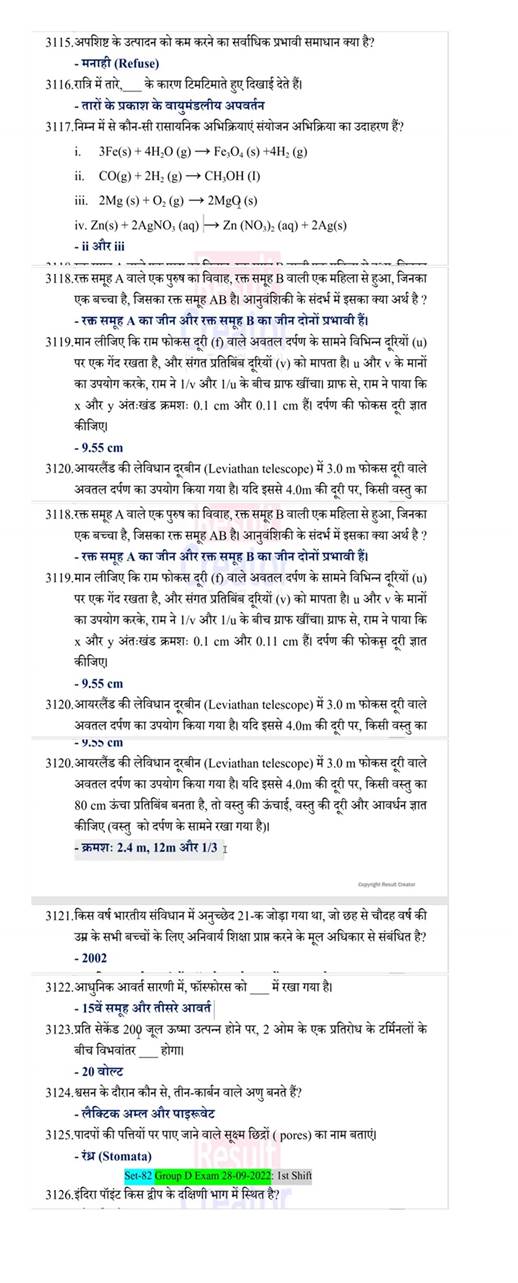 3115.अपशिष्ट के उत्पादन को कम करने का सर्वाधिक प्रभावी समाधान क्या है?
- मनाही (Refuse)
3116.रात्रि में तारे,____ के कारण टिमटिमाते हुए दिखाई देते हैं।
- तारों के प्रकाश के वायुमंडलीय अपवर्तन
3117.निम्न में से कौन-सी रासायनिक अभिक्रियाएं संयोजन अभिक्रिया का उदाहरण हैं?
i. 3Fe(s) + 4H₂O (g) → Fe₃O₄ (s) +4H₂ (g)
ii. CO(g) + 2H₂ (g) → CH₃OH (I)
iii. 2Mg (s) + O₂ (g) → 2MgO (s)
iv. Zn(s) + 2AgNO₃ (aq) → Zn (NO₃)₂ (aq) + 2Ag(s)
- ii और iii
3118.रक्त समूह A वाले एक पुरुष का विवाह, रक्त समूह B वाली एक महिला से हुआ, जिनका
एक बच्चा है, जिसका रक्त समूह AB है। आनुवंशिकी के संदर्भ में इसका क्या अर्थ है ?
- रक्त समूह A का जीन और रक्त समूह B का जीन दोनों प्रभावी हैं।
3119.मान लीजिए कि राम फोकस दूरी (f) वाले अवतल दर्पण के सामने विभिन्न दूरियों (u)
पर एक गेंद रखता है, और संगत प्रतिबिंब दूरियों (v) को मापता है। u और v के मानों
का उपयोग करके, राम ने 1/v और 1/u के बीच ग्राफ खींचा। ग्राफ से, राम ने पाया कि
x और y अंत:खंड क्रमशः 0.1 cm और 0.11 cm हैं। दर्पण की फोकस दूरी ज्ञात
कीजिए।
- 9.55 cm
3120.आयरलैंड की लेविधान दूरबीन (Leviathan telescope) में 3.0 m फोकस दूरी वाले
अवतल दर्पण का उपयोग किया गया है। यदि इससे 4.0m की दूरी पर, किसी वस्तु का
3118.रक्त समूह A वाले एक पुरुष का विवाह, रक्त समूह B वाली एक महिला से हुआ, जिनका
एक बच्चा है, जिसका रक्त समूह AB है। आनुवंशिकी के संदर्भ में इसका क्या अर्थ है ?
- रक्त समूह A का जीन और रक्त समूह B का जीन दोनों प्रभावी हैं।
3119.मान लीजिए कि राम फोकस दूरी (f) वाले अवतल दर्पण के सामने विभिन्न दूरियों (u)
पर एक गेंद रखता है, और संगत प्रतिबिंब दूरियों (v) को मापता है। u और v के मानों
का उपयोग करके, राम ने 1/v और 1/u के बीच ग्राफ खींचा। ग्राफ से, राम ने पाया कि
x और y अंत:खंड क्रमशः 0.1 cm और 0.11 cm हैं। दर्पण की फोकस दूरी ज्ञात
कीजिए।
- 9.55 cm
3120.आयरलैंड की लेविधान दूरबीन (Leviathan telescope) में 3.0 m फोकस दूरी वाले
अवतल दर्पण का उपयोग किया गया है। यदि इससे 4.0m की दूरी पर, किसी वस्तु का
- 9.55 cm
3120.आयरलैंड की लेविधान दूरबीन (Leviathan telescope) में 3.0 m फोकस दूरी वाले
अवतल दर्पण का उपयोग किया गया है। यदि इससे 4.0m की दूरी पर, किसी वस्तु का
80 cm ऊंचा प्रतिबिंब बनता है, तो वस्तु की ऊंचाई, वस्तु की दूरी और आवर्धन ज्ञात
कीजिए (वस्तु को दर्पण के सामने रखा गया है)।
- क्रमशः 2.4 m, 12m और 1/3
Copyright Result Creator
3121.किस वर्ष भारतीय संविधान में अनुच्छेद 21-क जोड़ा गया था, जो छह से चौदह वर्ष की
उम्र के सभी बच्चों के लिए अनिवार्य शिक्षा प्राप्त करने के मूल अधिकार से संबंधित है?
- 2002
3122.आधुनिक आवर्त सारणी में, फॉस्फोरस को ____ में रखा गया है।
- 15वें समूह और तीसरे आवर्त
3123.प्रति सेकेंड 200 जूल ऊष्मा उत्पन्न होने पर, 2 ओम के एक प्रतिरोध के टर्मिनलों के
बीच विभवांतर ____ होगा।
- 20 वोल्ट
3124.श्वसन के दौरान कौन से, तीन-कार्बन वाले अणु बनते हैं?
- लैक्टिक अम्ल और पाइरूवेट
3125.पादपों की पत्तियों पर पाए जाने वाले सूक्ष्म छिद्रों ( pores) का नाम बताएं।
- रंध्र (Stomata)
Set-82 Group D Exam 28-09-2022: 1st Shift
3126.इंदिरा पॉइंट किस द्वीप के दक्षिणी भाग में स्थित है?